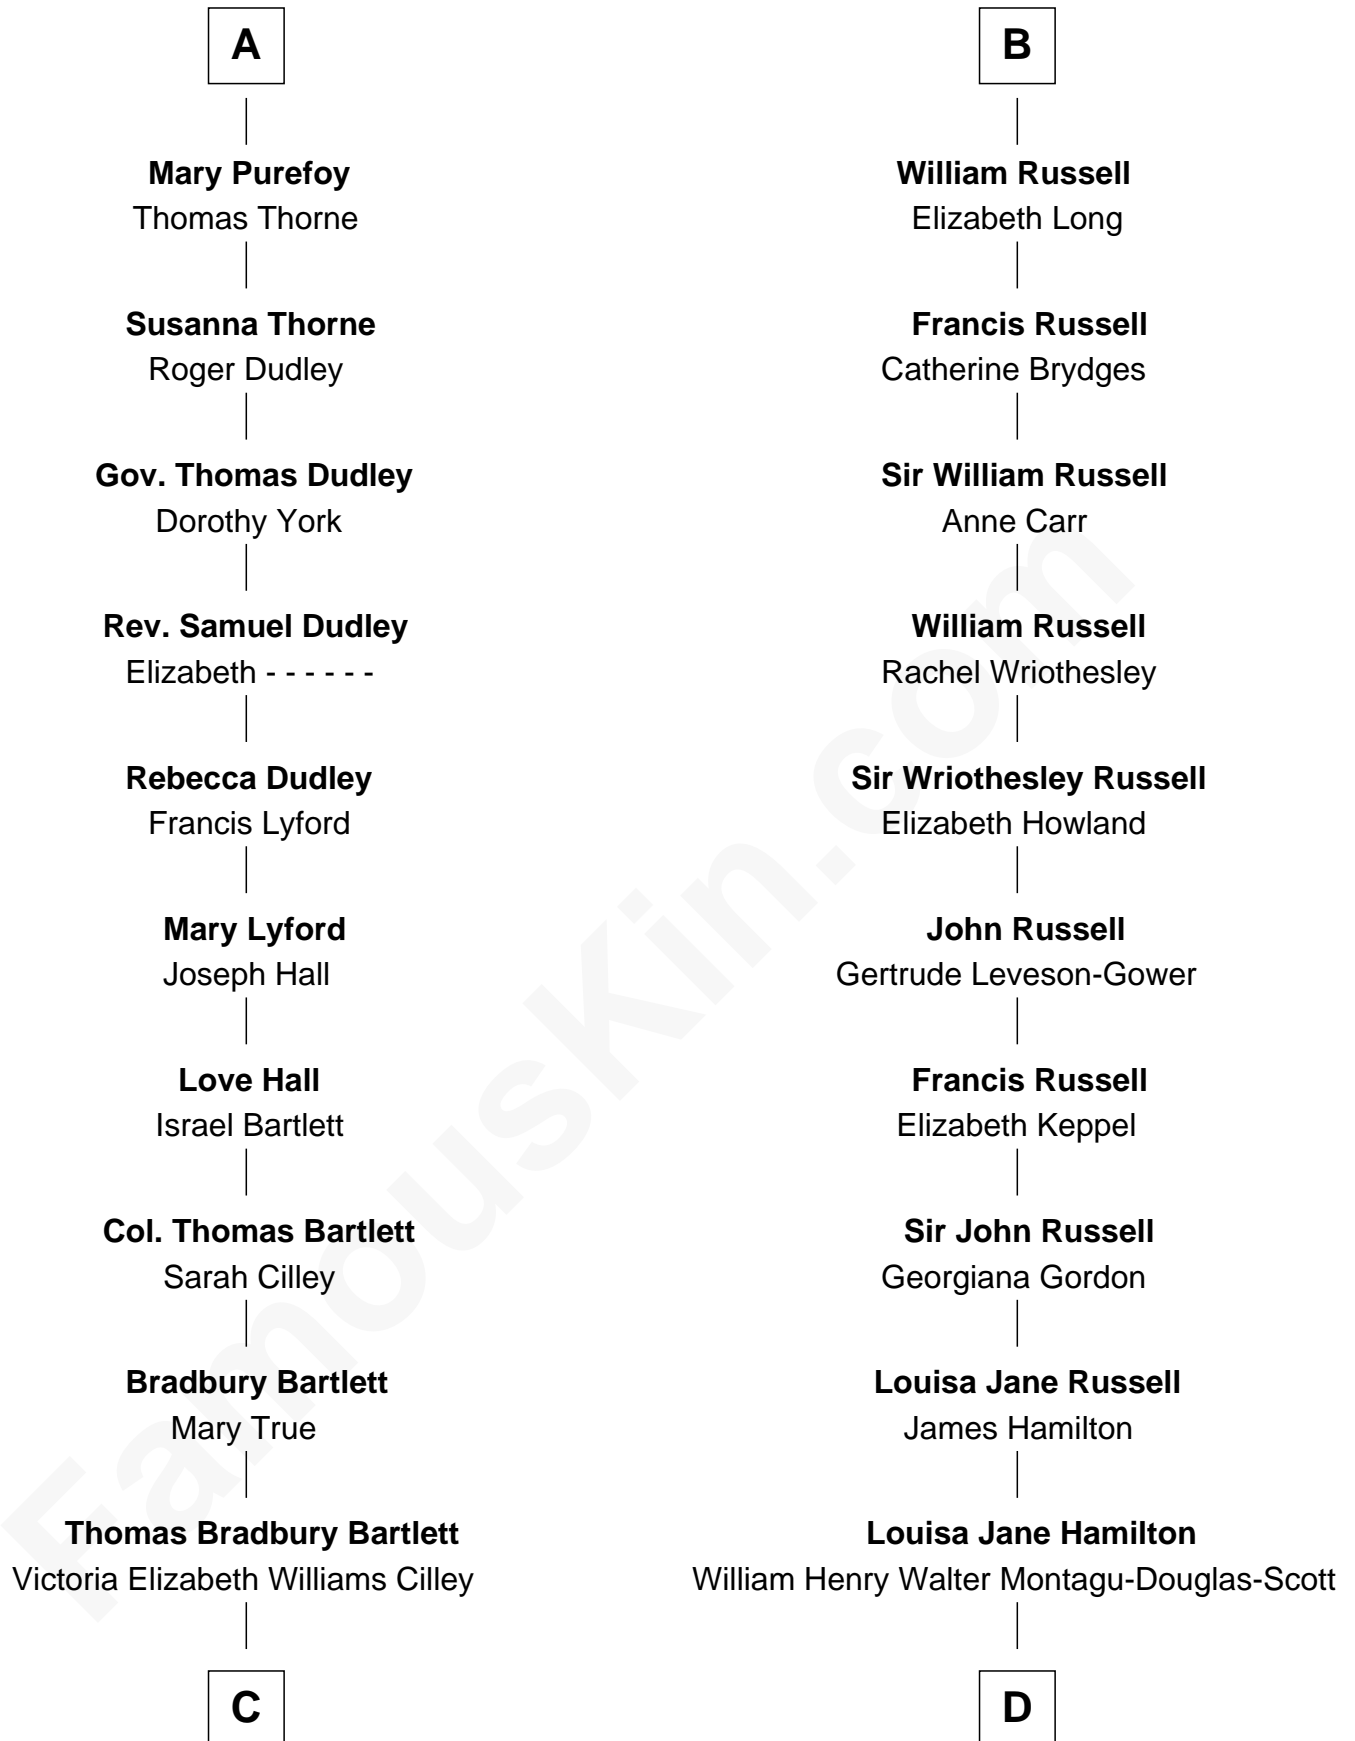 A
Mary Purefoy
Thomas Thorne
Susanna Thorne
Roger Dudley
Gov. Thomas Dudley
Dorothy York
Rev. Samuel Dudley
Elizabeth - - - - - -
Rebecca Dudley
Francis Lyford
Mary Lyford
Joseph Hall
Love Hall
Israel Bartlett
Col. Thomas Bartlett
Sarah Cilley
Bradbury Bartlett
Mary True
Thomas Bradbury Bartlett
Victoria Elizabeth Williams Cilley
C
B
William Russell
Elizabeth Long
Francis Russell
Catherine Brydges
Sir William Russell
Anne Carr
William Russell
Rachel Wriothesley
Sir Wriothesley Russell
Elizabeth Howland
John Russell
Gertrude Leveson-Gower
Francis Russell
Elizabeth Keppel
Sir John Russell
Georgiana Gordon
Louisa Jane Russell
James Hamilton
Louisa Jane Hamilton
William Henry Walter Montagu-Douglas-Scott
D
FamousKin.com